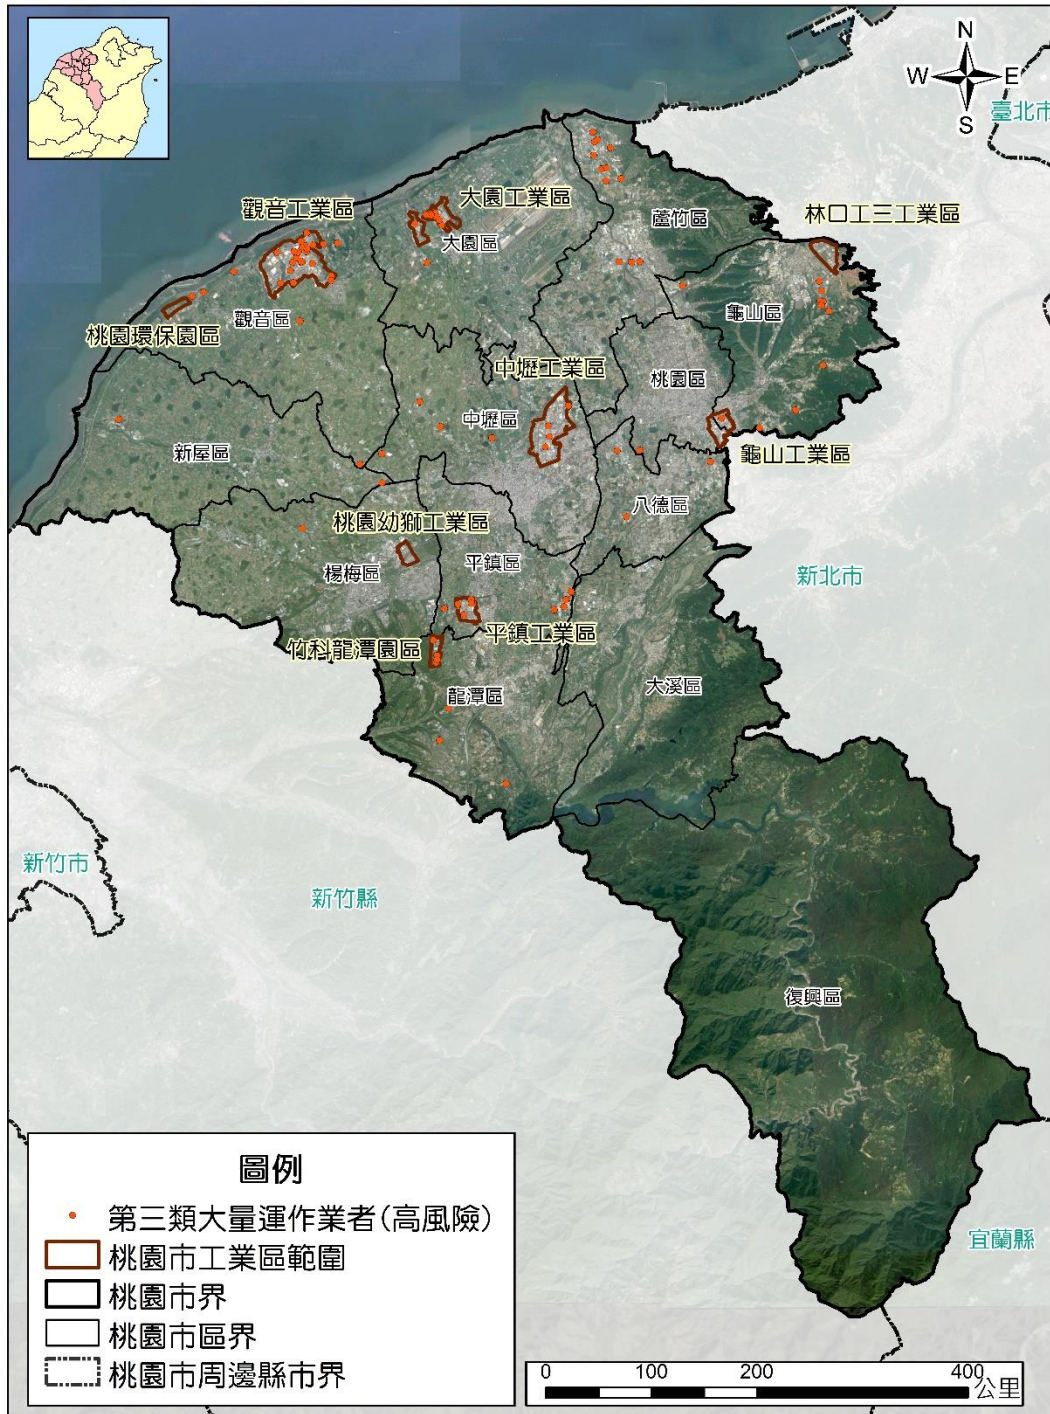 N
W
E
S
臺北市
觀音工業區
大園工業區
林口工三工業區
蘆竹區
大園區
龜山區
觀音區
桃園環保園區
中壢工業區
桃園區
中壢區
新屋區
龜山工業區
八德區
桃園幼獅工業區
平鎮區
楊梅區
新北市
平鎮工業區
竹科龍潭園區
大溪區
龍潭區
新竹市
新竹縣
復興區
宜蘭縣
圖例
第三類大量運作業者(高風險)
桃園市工業區範圍
桃園市界
桃園市區界
桃園市周邊縣市界
0 100 200 400
公里